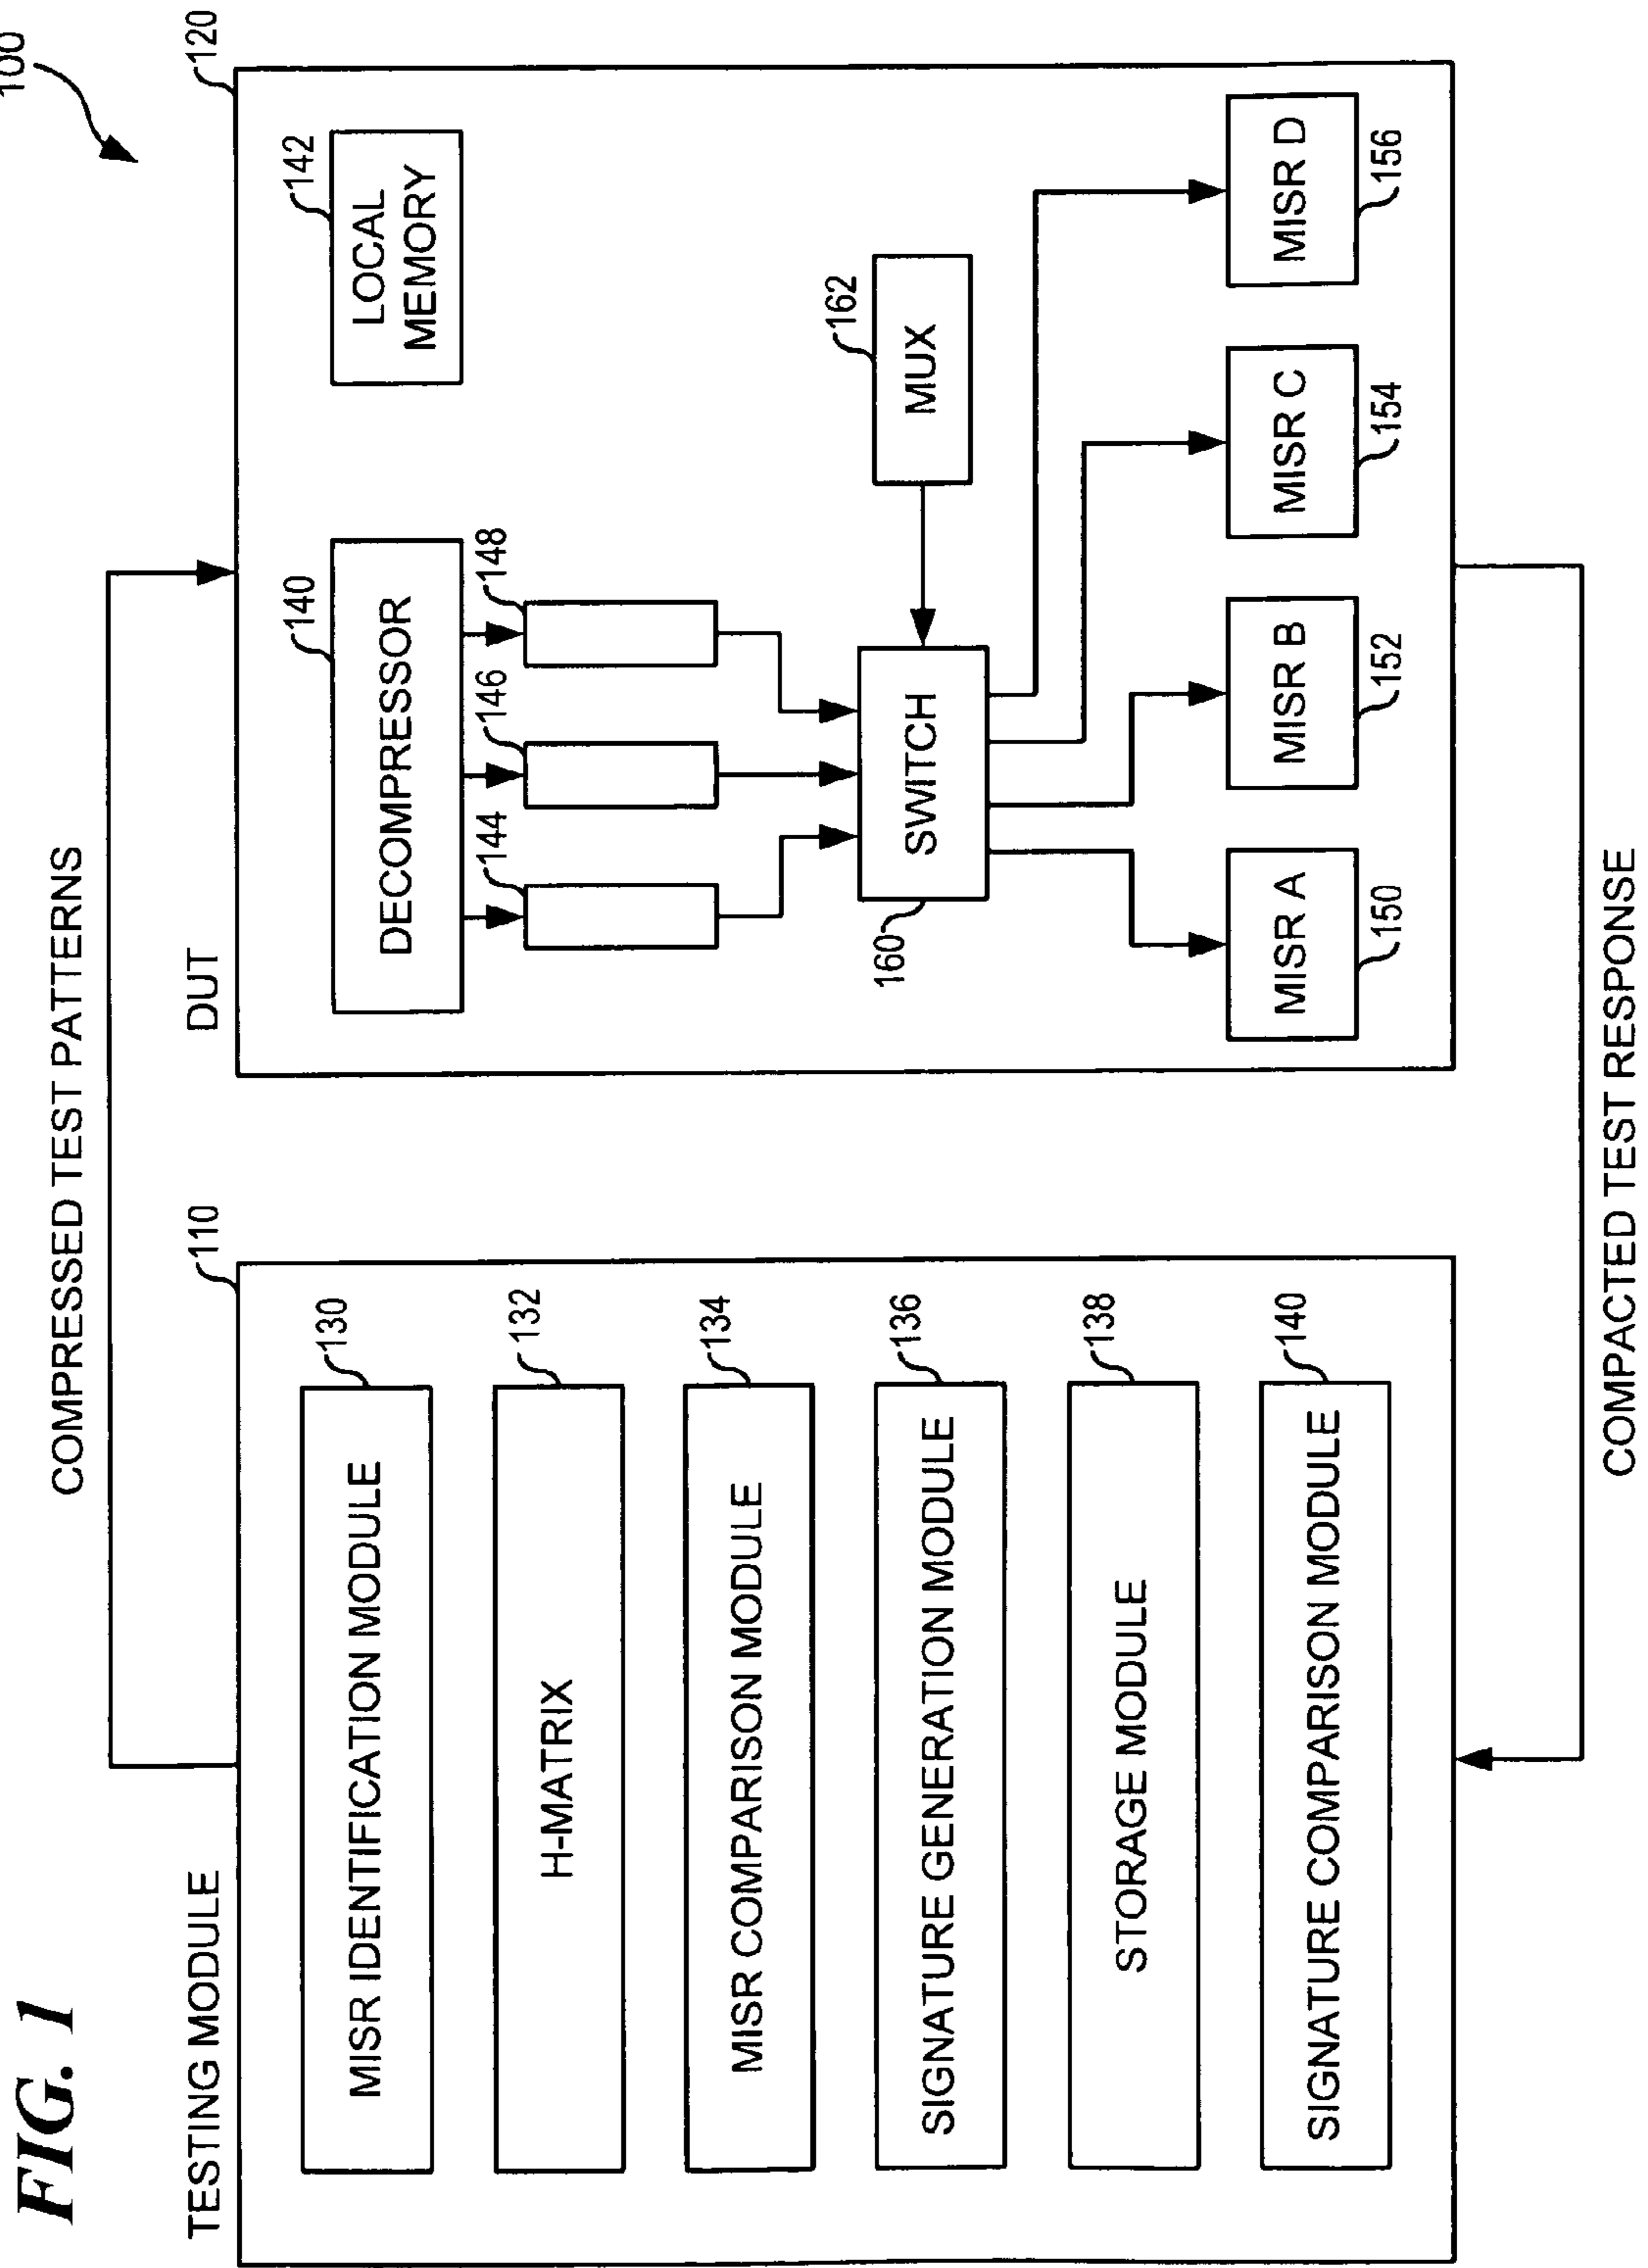 FIG. 1
100
COMPRESSED TEST PATTERNS
TESTING MODULE
110
MISR IDENTIFICATION MODULE
130
H-MATRIX
132
MISR COMPARISON MODULE
134
SIGNATURE GENERATION MODULE
136
STORAGE MODULE
138
SIGNATURE COMPARISON MODULE
140
DUT
120
DECOMPRESSOR
140
LOCAL
MEMORY
142
144
146
148
SWITCH
160
MUX
162
MISR A
150
MISR B
152
MISR C
154
MISR D
156
COMPACTED TEST RESPONSE